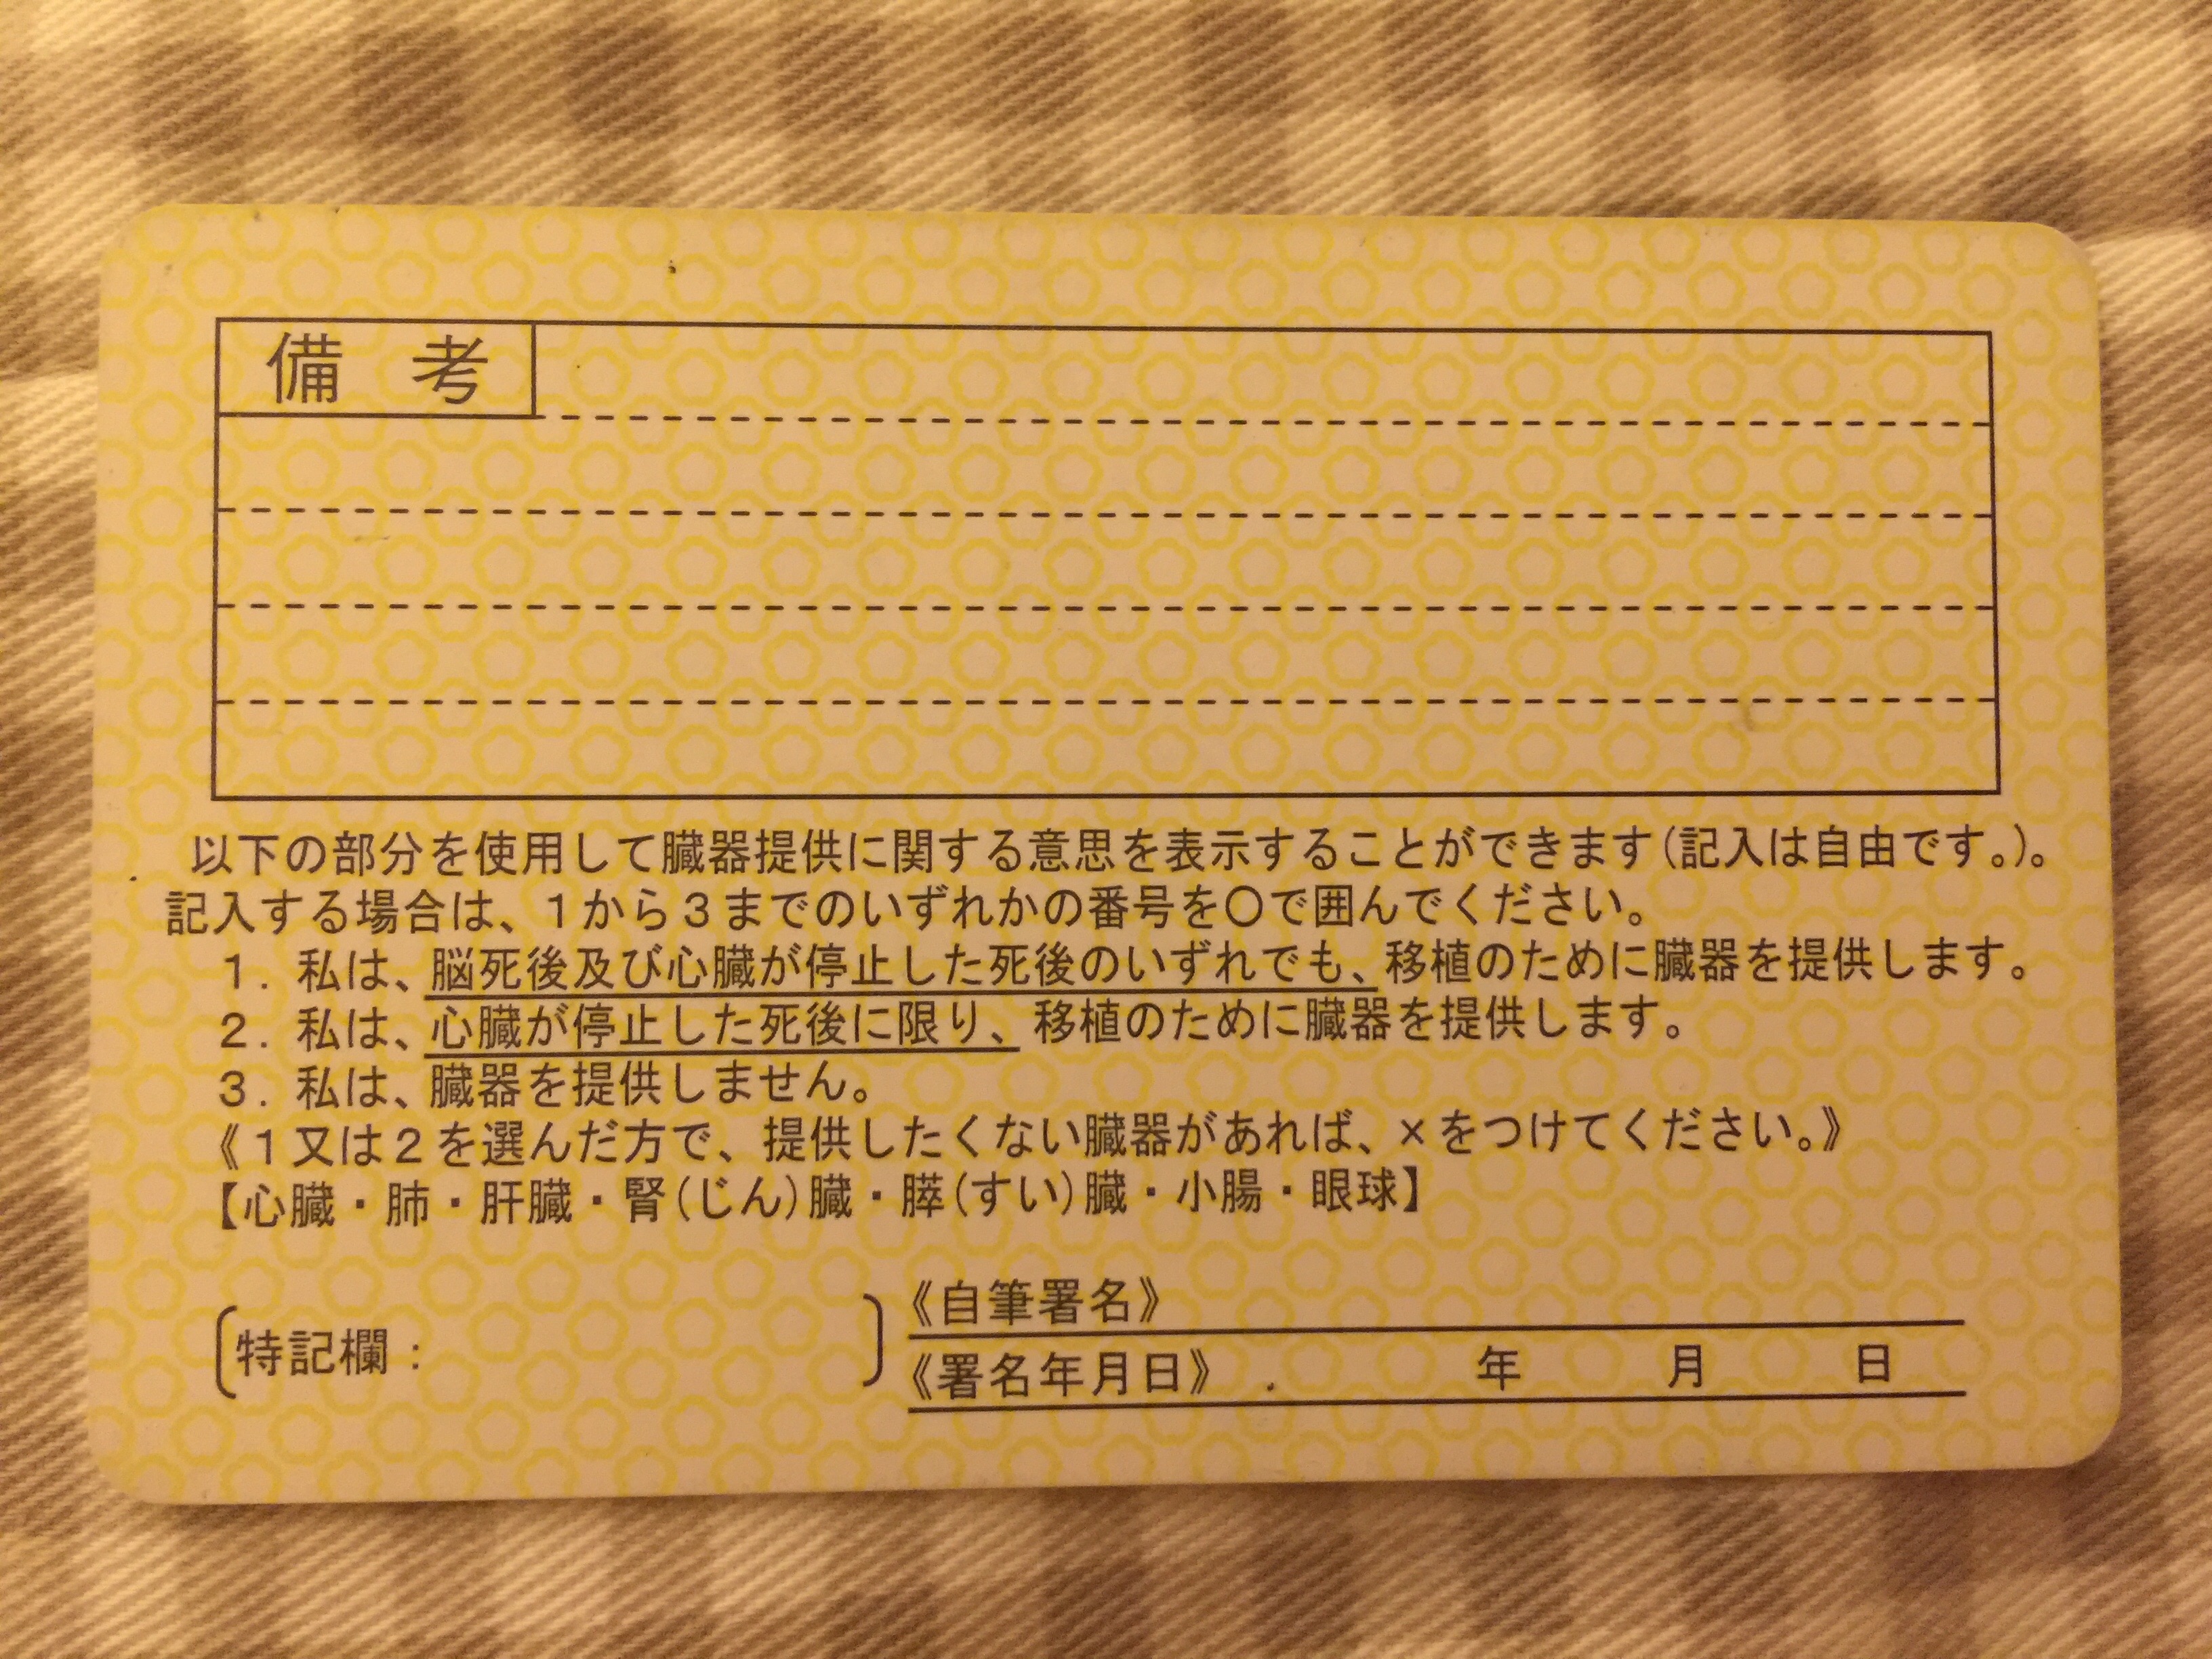 備 考
以下の部分を使用して臓器提供に関する意思を表示することができます(記入は自由です。)。
記入する場合は、1から3までのいずれかの番号を〇で囲んでください。
1. 私は、脳死後及び心臓が停止した死後のいずれでも、移植のために臓器を提供します。
2. 私は、心臓が停止した死後に限り、移植のために臓器を提供します。
3. 私は、臓器を提供しません。
《1又は2を選んだ方で、提供したくない臓器があれば、×をつけてください。》
【心臓・肺・肝臓・腎(じん)臓・膵(すい)臓・小腸・眼球】
特記欄:
《自筆署名》
《署名年月日》 年 月 日